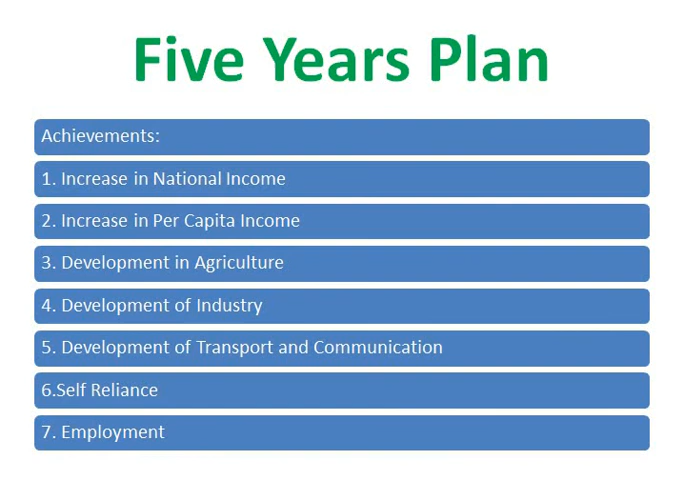 Five Years Plan
Achievements:
1. Increase in National Income
2. Increase in Per Capita Income
3. Development in Agriculture
4. Development of Industry
5. Development of Transport and Communication
6.Self Reliance
7. Employment